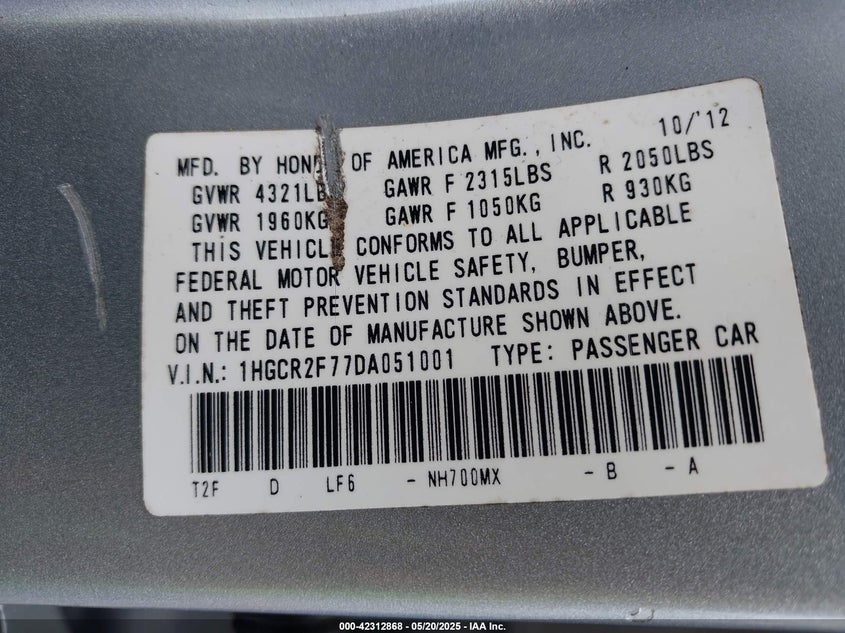 10/'12
MFD. BY HON OF AMERICA MFG., INC.
GVWR 4321LB GAWR F 2315LBS R 2050LBS
GVWR 1960KG GAWR F 1050KG R 930KG
THIS VEHICLE CONFORMS TO ALL APPLICABLE
FEDERAL MOTOR VEHICLE SAFETY, BUMPER,
AND THEFT PREVENTION STANDARDS IN EFFECT
ON THE DATE OF MANUFACTURE SHOWN ABOVE.
V.I.N.: 1HGCR2F77DA051001 TYPE: PASSENGER CAR
T2F D LF6 - NH700MX - B - A
000-42312868 - 05/20/2025 - IAA Inc.